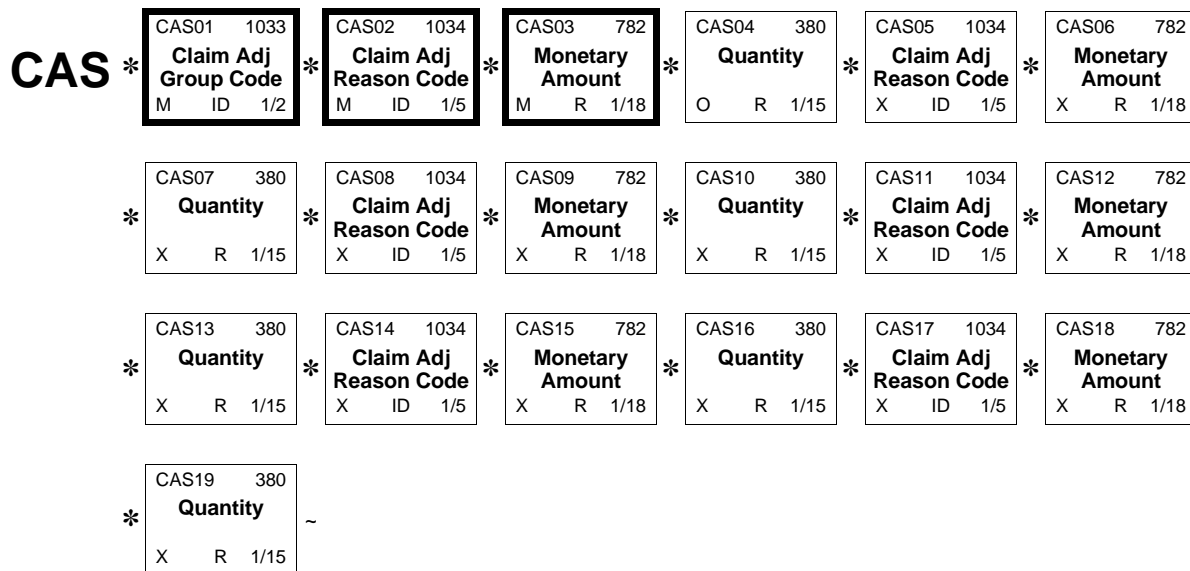 CAS * CAS01 1033 * CAS02 1034 * CAS03 782 * CAS04 380 * CAS05 1034 * CAS06 782
Claim Adj Claim Adj Monetary Quantity Claim Adj Monetary
Group Code Reason Code Amount Reason Code Amount
M ID 1/2 M ID 1/5 M R 1/18 O R 1/15 X ID 1/5 X R 1/18
* CAS07 380 * CAS08 1034 * CAS09 782 * CAS10 380 * CAS11 1034 * CAS12 782
Quantity Claim Adj Monetary Quantity Claim Adj Monetary
Reason Code Amount Reason Code Amount
X R 1/15 X ID 1/5 X R 1/18 X R 1/15 X ID 1/5 X R 1/18
* CAS13 380 * CAS14 1034 * CAS15 782 * CAS16 380 * CAS17 1034 * CAS18 782
Quantity Claim Adj Monetary Quantity Claim Adj Monetary
Reason Code Amount Reason Code Amount
X R 1/15 X ID 1/5 X R 1/18 X R 1/15 X ID 1/5 X R 1/18
* CAS19 380 ~
Quantity
X R 1/15